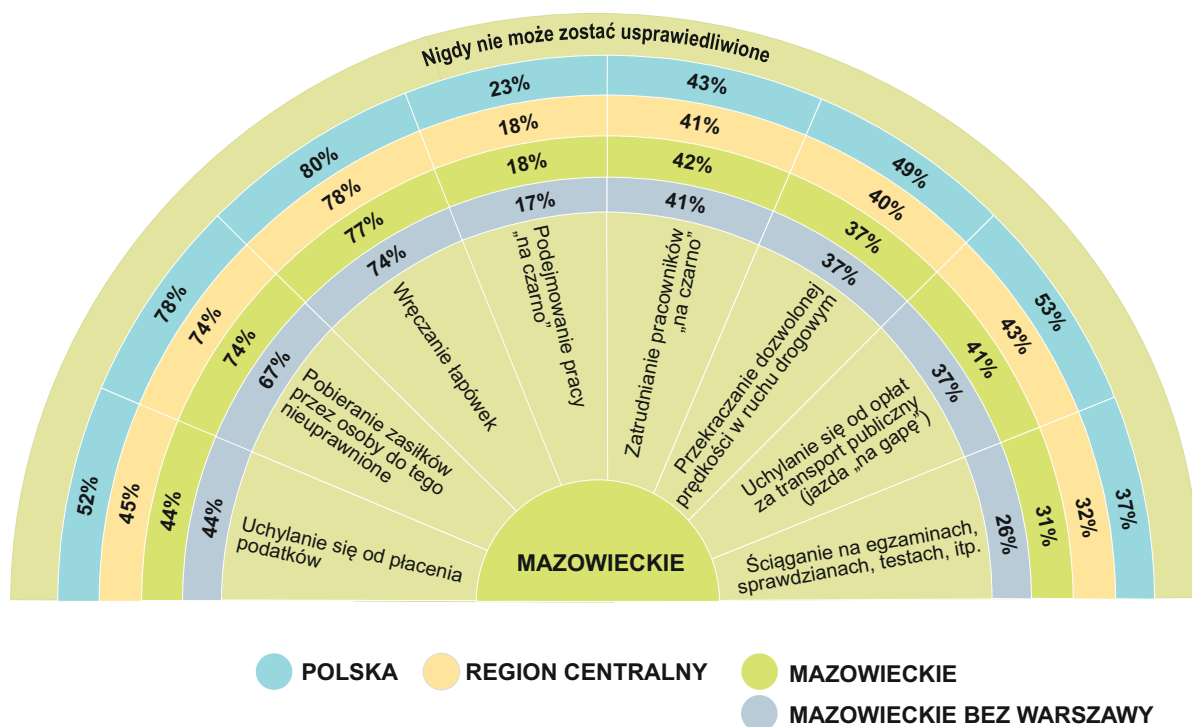 Nigdy nie może zostać usprawiedliwione
52%
78%
80%
23%
43%
49%
53%
37%
45%
74%
78%
18%
41%
40%
43%
32%
44%
74%
77%
18%
42%
37%
41%
31%
44%
67%
74%
17%
41%
37%
37%
26%
Uchylanie się od płacenia
podatków
Pobieranie zasiłków
przez osoby do tego
nieuprawnione
Wręczanie łapówek
Podejmowanie pracy
„na czarno”
Zatrudnianie pracowników
„na czarno”
Przekraczanie dozwolonej
prędkości w ruchu drogowym
Uchylanie się od opłat
za transport publiczny
(jazda „na gapę”)
Ściąganie na egzaminach,
sprawdzianach, testach, itp.
MAZOWIECKIE
POLSKA
REGION CENTRALNY
MAZOWIECKIE
MAZOWIECKIE BEZ WARSZAWY